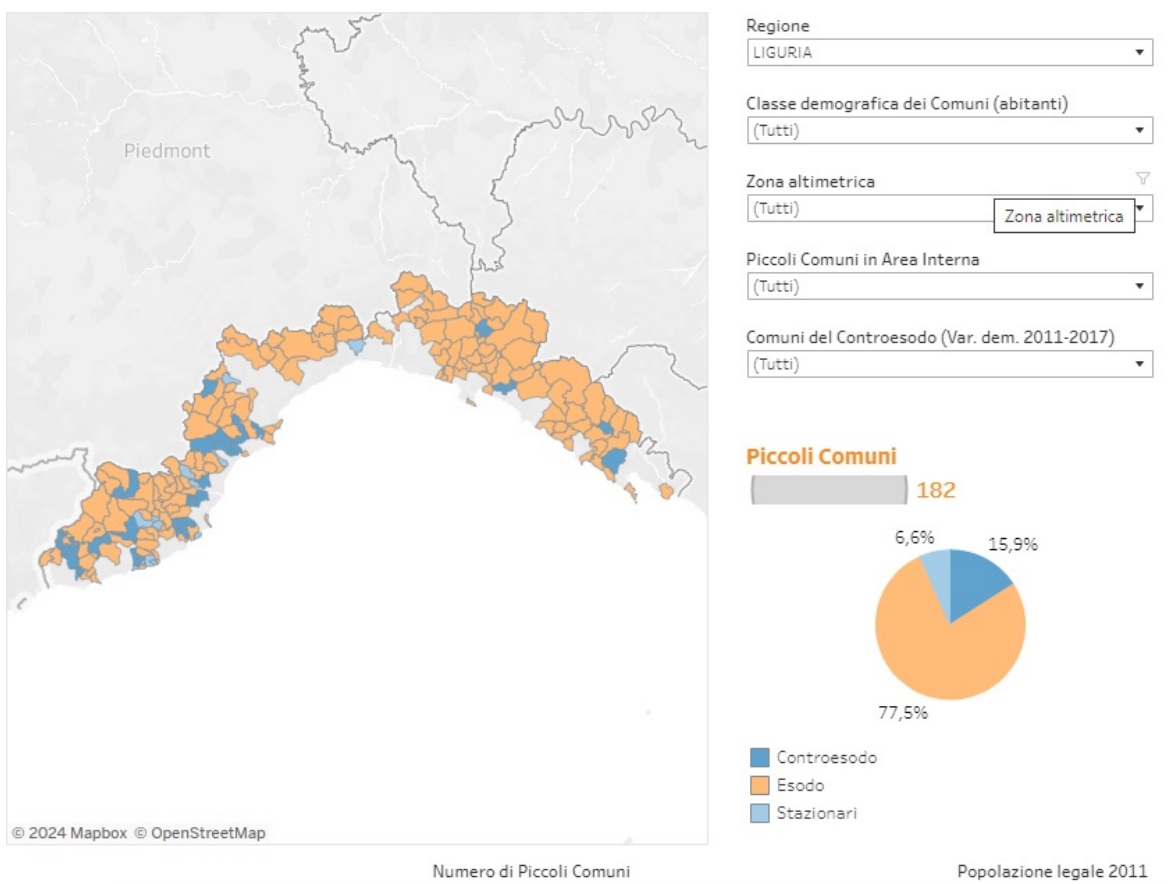 Piedmont
© 2024 Mapbox © OpenStreetMap
Regione
LIGURIA
Classe demografica dei Comuni (abitanti)
(Tutti)
Zona altimetrica
(Tutti)
Zona altimetrica
Piccoli Comuni in Area Interna
(Tutti)
Comuni del Controesodo (Var. dem. 2011-2017)
(Tutti)
Piccoli Comuni
182
6,6%
15,9%
77,5%
Controesodo
Esodo
Stazionari
Numero di Piccoli Comuni
Popolazione legale 2011